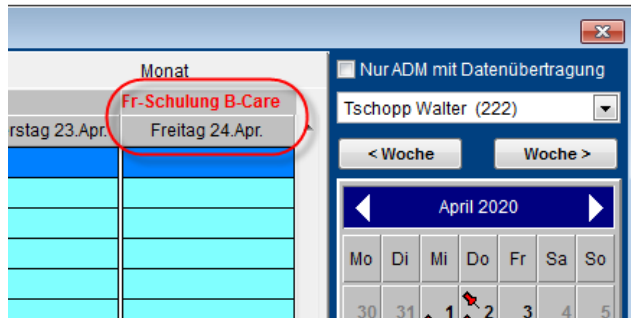 Monat
Nur ADM mit Datenübertragung
Fr-Schulung B-Care
Tschopp Walter (222)
rstag 23.Apr.
Freitag 24.Apr.
< Woche
Woche >
April 2020
Mo Di Mi Do Fr Sa So
30 31 1 2 3 4 5